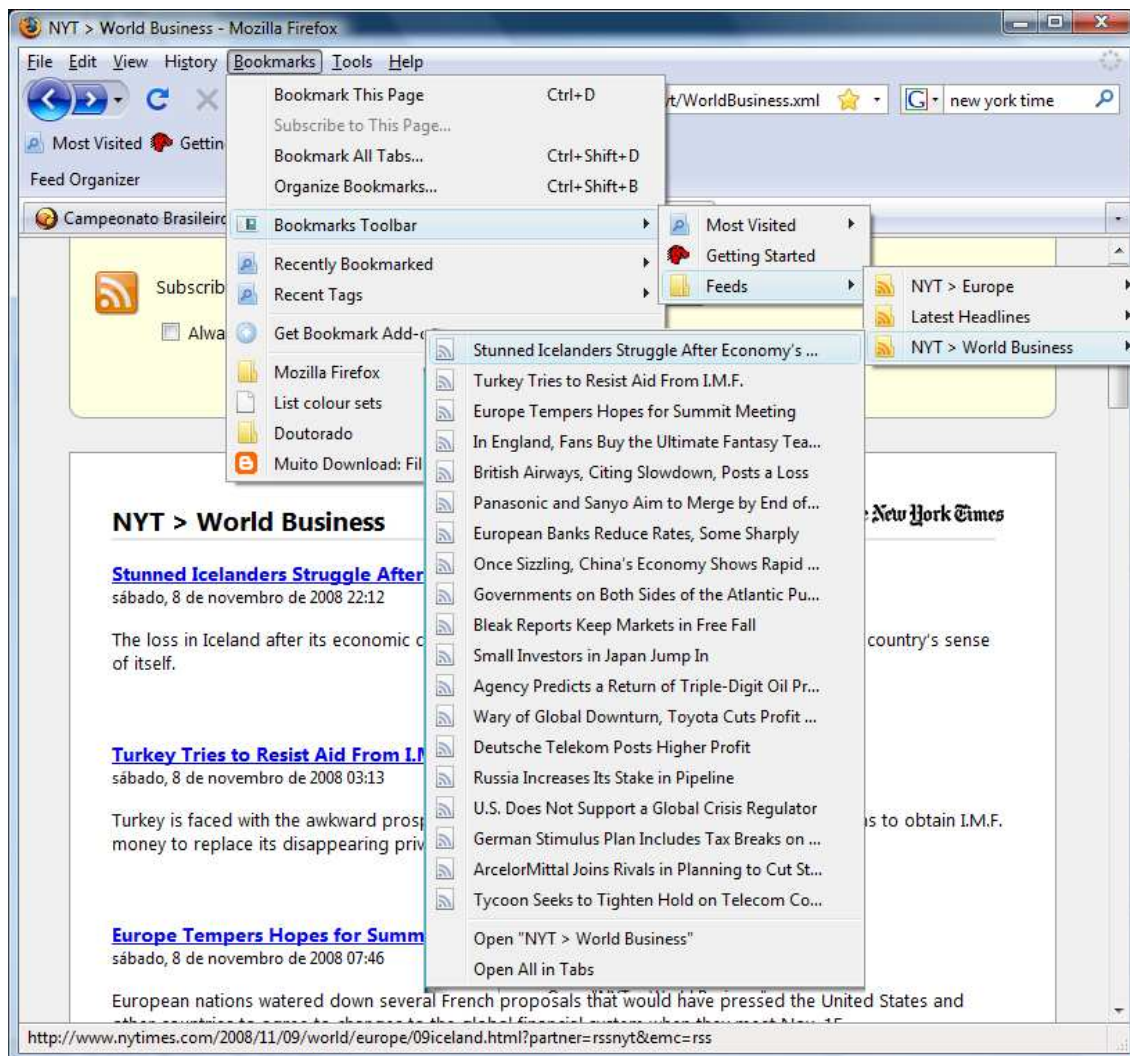 NYT > World Business - Mozilla Firefox
File Edit View History Bookmarks Tools Help
Bookmark This Page Ctrl+D
Subscribe to This Page...
Bookmark All Tabs... Ctrl+Shift+D
Organize Bookmarks... Ctrl+Shift+B
Bookmarks Toolbar
Recently Bookmarked
Recent Tags
Get Bookmark Add-
Mozilla Firefox
List colour sets
Doutorado
Muito Download: Fil
t/WorldBusiness.xml
G new york time
Most Visited Gettin
Feed Organizer
Campeonato Brasileiro
Most Visited
Getting Started
Feeds
NYT > Europe
Latest Headlines
NYT > World Business
Subscrib
Alwa
Stunned Icelanders Struggle After Economy's ...
Turkey Tries to Resist Aid From I.M.F.
Europe Tempers Hopes for Summit Meeting
In England, Fans Buy the Ultimate Fantasy Tea...
British Airways, Citing Slowdown, Posts a Loss
Panasonic and Sanyo Aim to Merge by End of...
European Banks Reduce Rates, Some Sharply
Once Sizzling, China's Economy Shows Rapid ...
Governments on Both Sides of the Atlantic Pu...
Bleak Reports Keep Markets in Free Fall
Small Investors in Japan Jump In
Agency Predicts a Return of Triple-Digit Oil Pr...
Wary of Global Downturn, Toyota Cuts Profit ...
Deutsche Telekom Posts Higher Profit
Russia Increases Its Stake in Pipeline
U.S. Does Not Support a Global Crisis Regulator
German Stimulus Plan Includes Tax Breaks on ...
ArcelorMittal Joins Rivals in Planning to Cut St...
Tycoon Seeks to Tighten Hold on Telecom Co...
Open "NYT > World Business"
Open All in Tabs
NYT > World Business
New York Times
Stunned Icelanders Struggle After
sábado, 8 de novembro de 2008 22:12
The loss in Iceland after its economic c country's sense
of itself.
Turkey Tries to Resist Aid From I.M
sábado, 8 de novembro de 2008 03:13
Turkey is faced with the awkward prosp s to obtain I.M.F.
money to replace its disappearing priv
Europe Tempers Hopes for Summ
sábado, 8 de novembro de 2008 07:46
European nations watered down several French proposals that would have pressed the United States and
http://www.nytimes.com/2008/11/09/world/europe/09iceland.html?partner=rssnyt&emc=rss